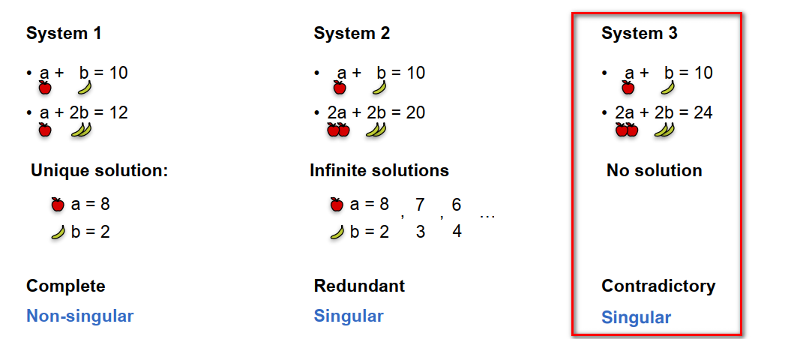 System 1
• a + b = 10
• a + 2b = 12
Unique solution:
a = 8
b = 2
Complete
Non-singular
System 2
• a + b = 10
• 2a + 2b = 20
Infinite solutions
a = 8 , 7 , 6 ...
b = 2 3 4
Redundant
Singular
System 3
• a + b = 10
• 2a + 2b = 24
No solution
Contradictory
Singular